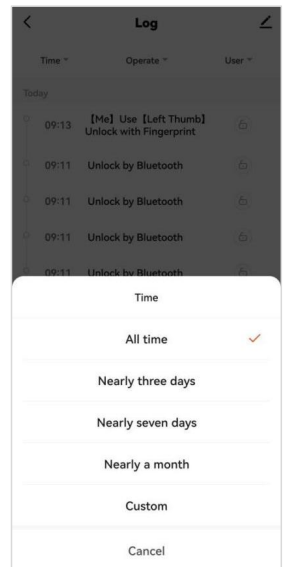 Log
Time Operate User
Today
09:13 【Me】Use【Left Thumb】
Unlock with Fingerprint
09:11 Unlock by Bluetooth
09:11 Unlock by Bluetooth
09:11 Unlock by Bluetooth
09:11 Unlock by Bluetooth
Time
All time
Nearly three days
Nearly seven days
Nearly a month
Custom
Cancel